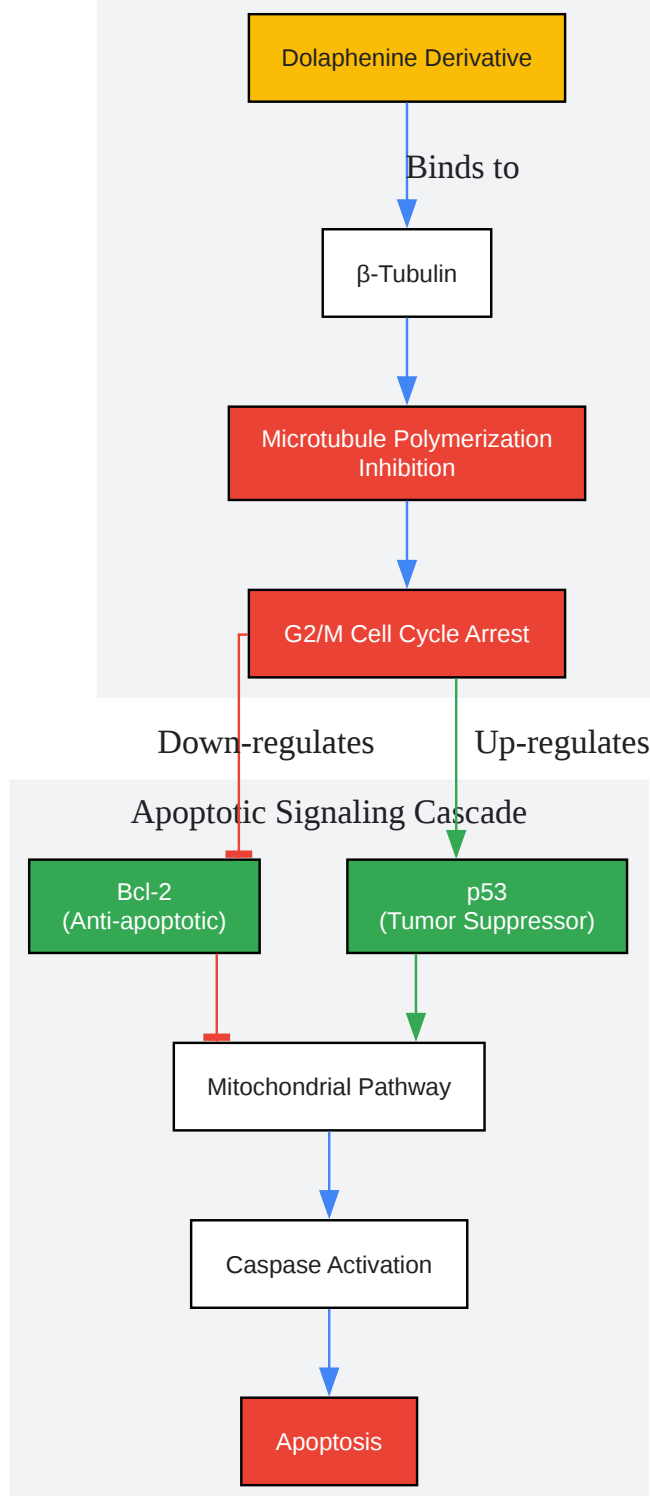 Dolaphenine Derivative
Binds to
β-Tubulin
Microtubule Polymerization
Inhibition
G2/M Cell Cycle Arrest
Down-regulates
Up-regulates
Apoptotic Signaling Cascade
Bcl-2
(Anti-apoptotic)
p53
(Tumor Suppressor)
Mitochondrial Pathway
Caspase Activation
Apoptosis